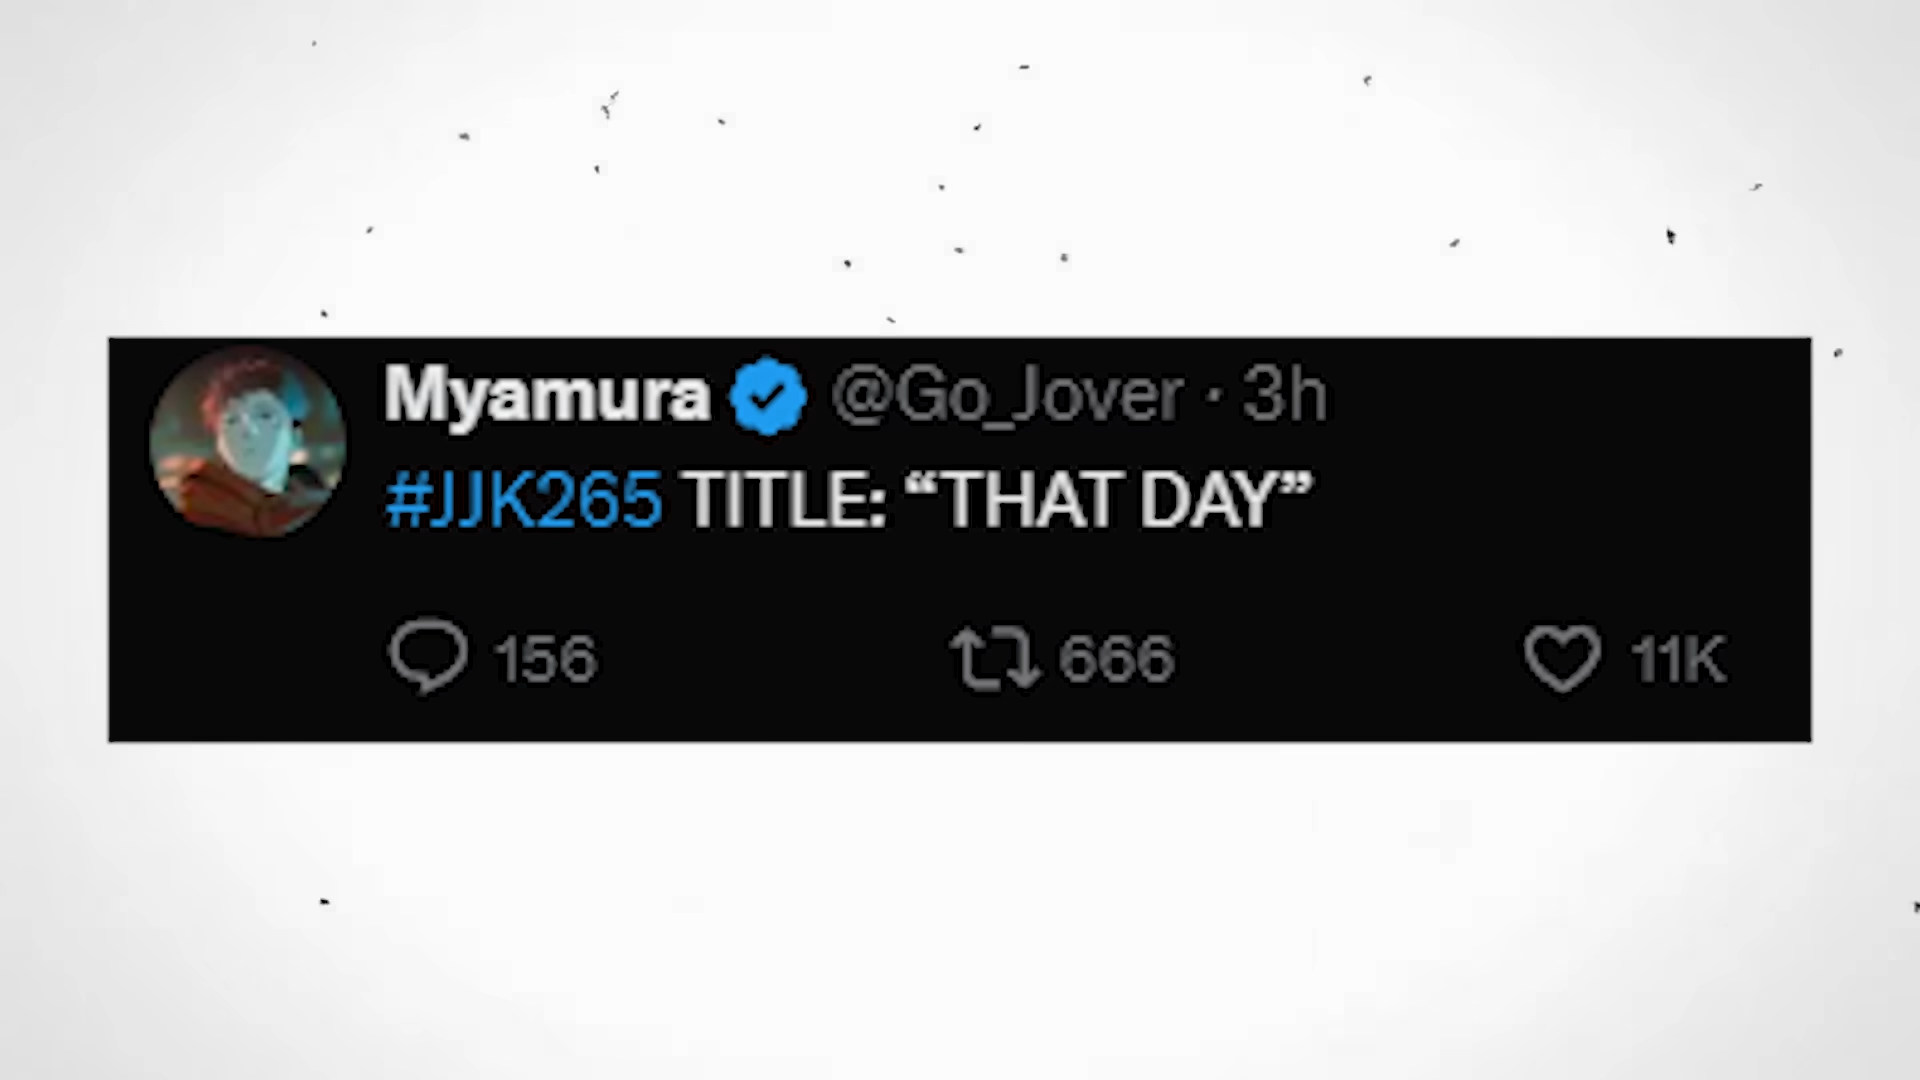 Myamura @Go_Jover · 3h
#JJK265 TITLE: “THAT DAY”
156 666 11K